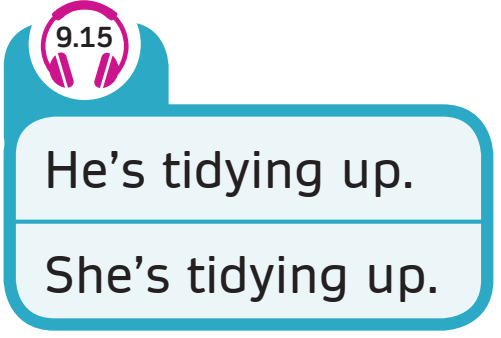 9.15
He’s tidying up.
She’s tidying up.